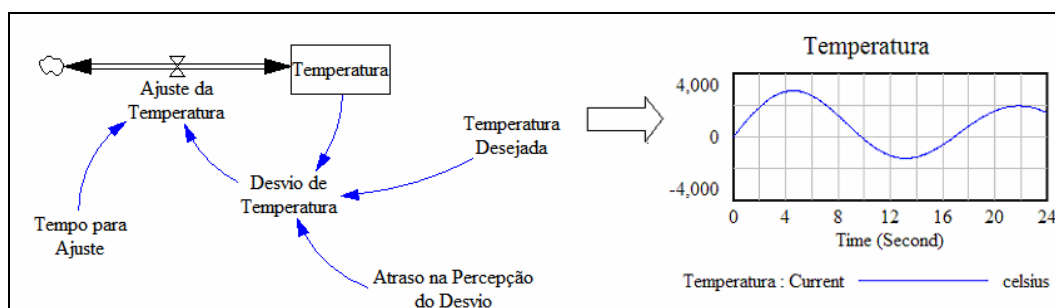 Temperatura
Ajuste da
Temperatura
Temperatura
Desejada
Desvio de
Temperatura
Tempo para
Ajuste
Atraso na Percepção
do Desvio
Temperatura
4,000
0
-4,000
0 4 8 12 16 20 24
Time (Second)
Temperatura : Current celsius